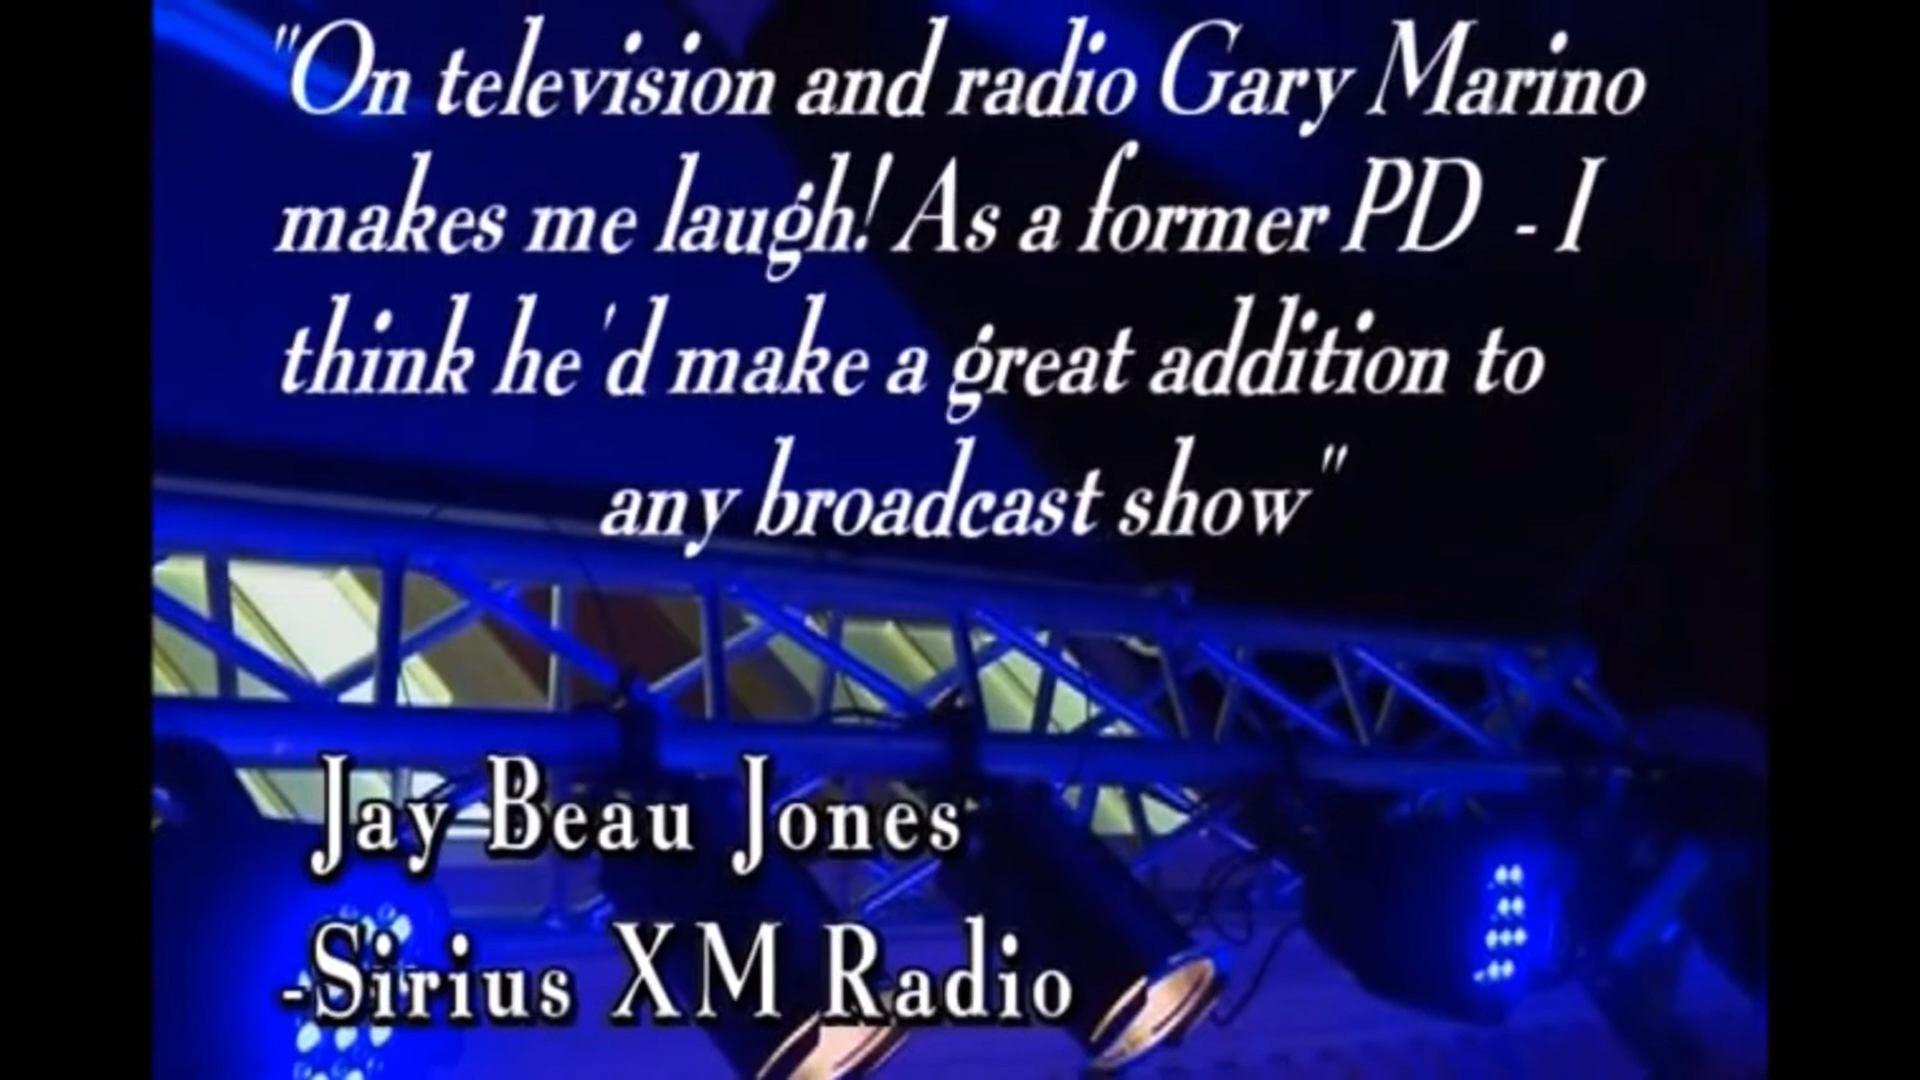 "On television and radio Gary Marino
makes me laugh! As a former PD - I
think he'd make a great addition to
any broadcast show"
Jay Beau Jones
-Sirius XM Radio